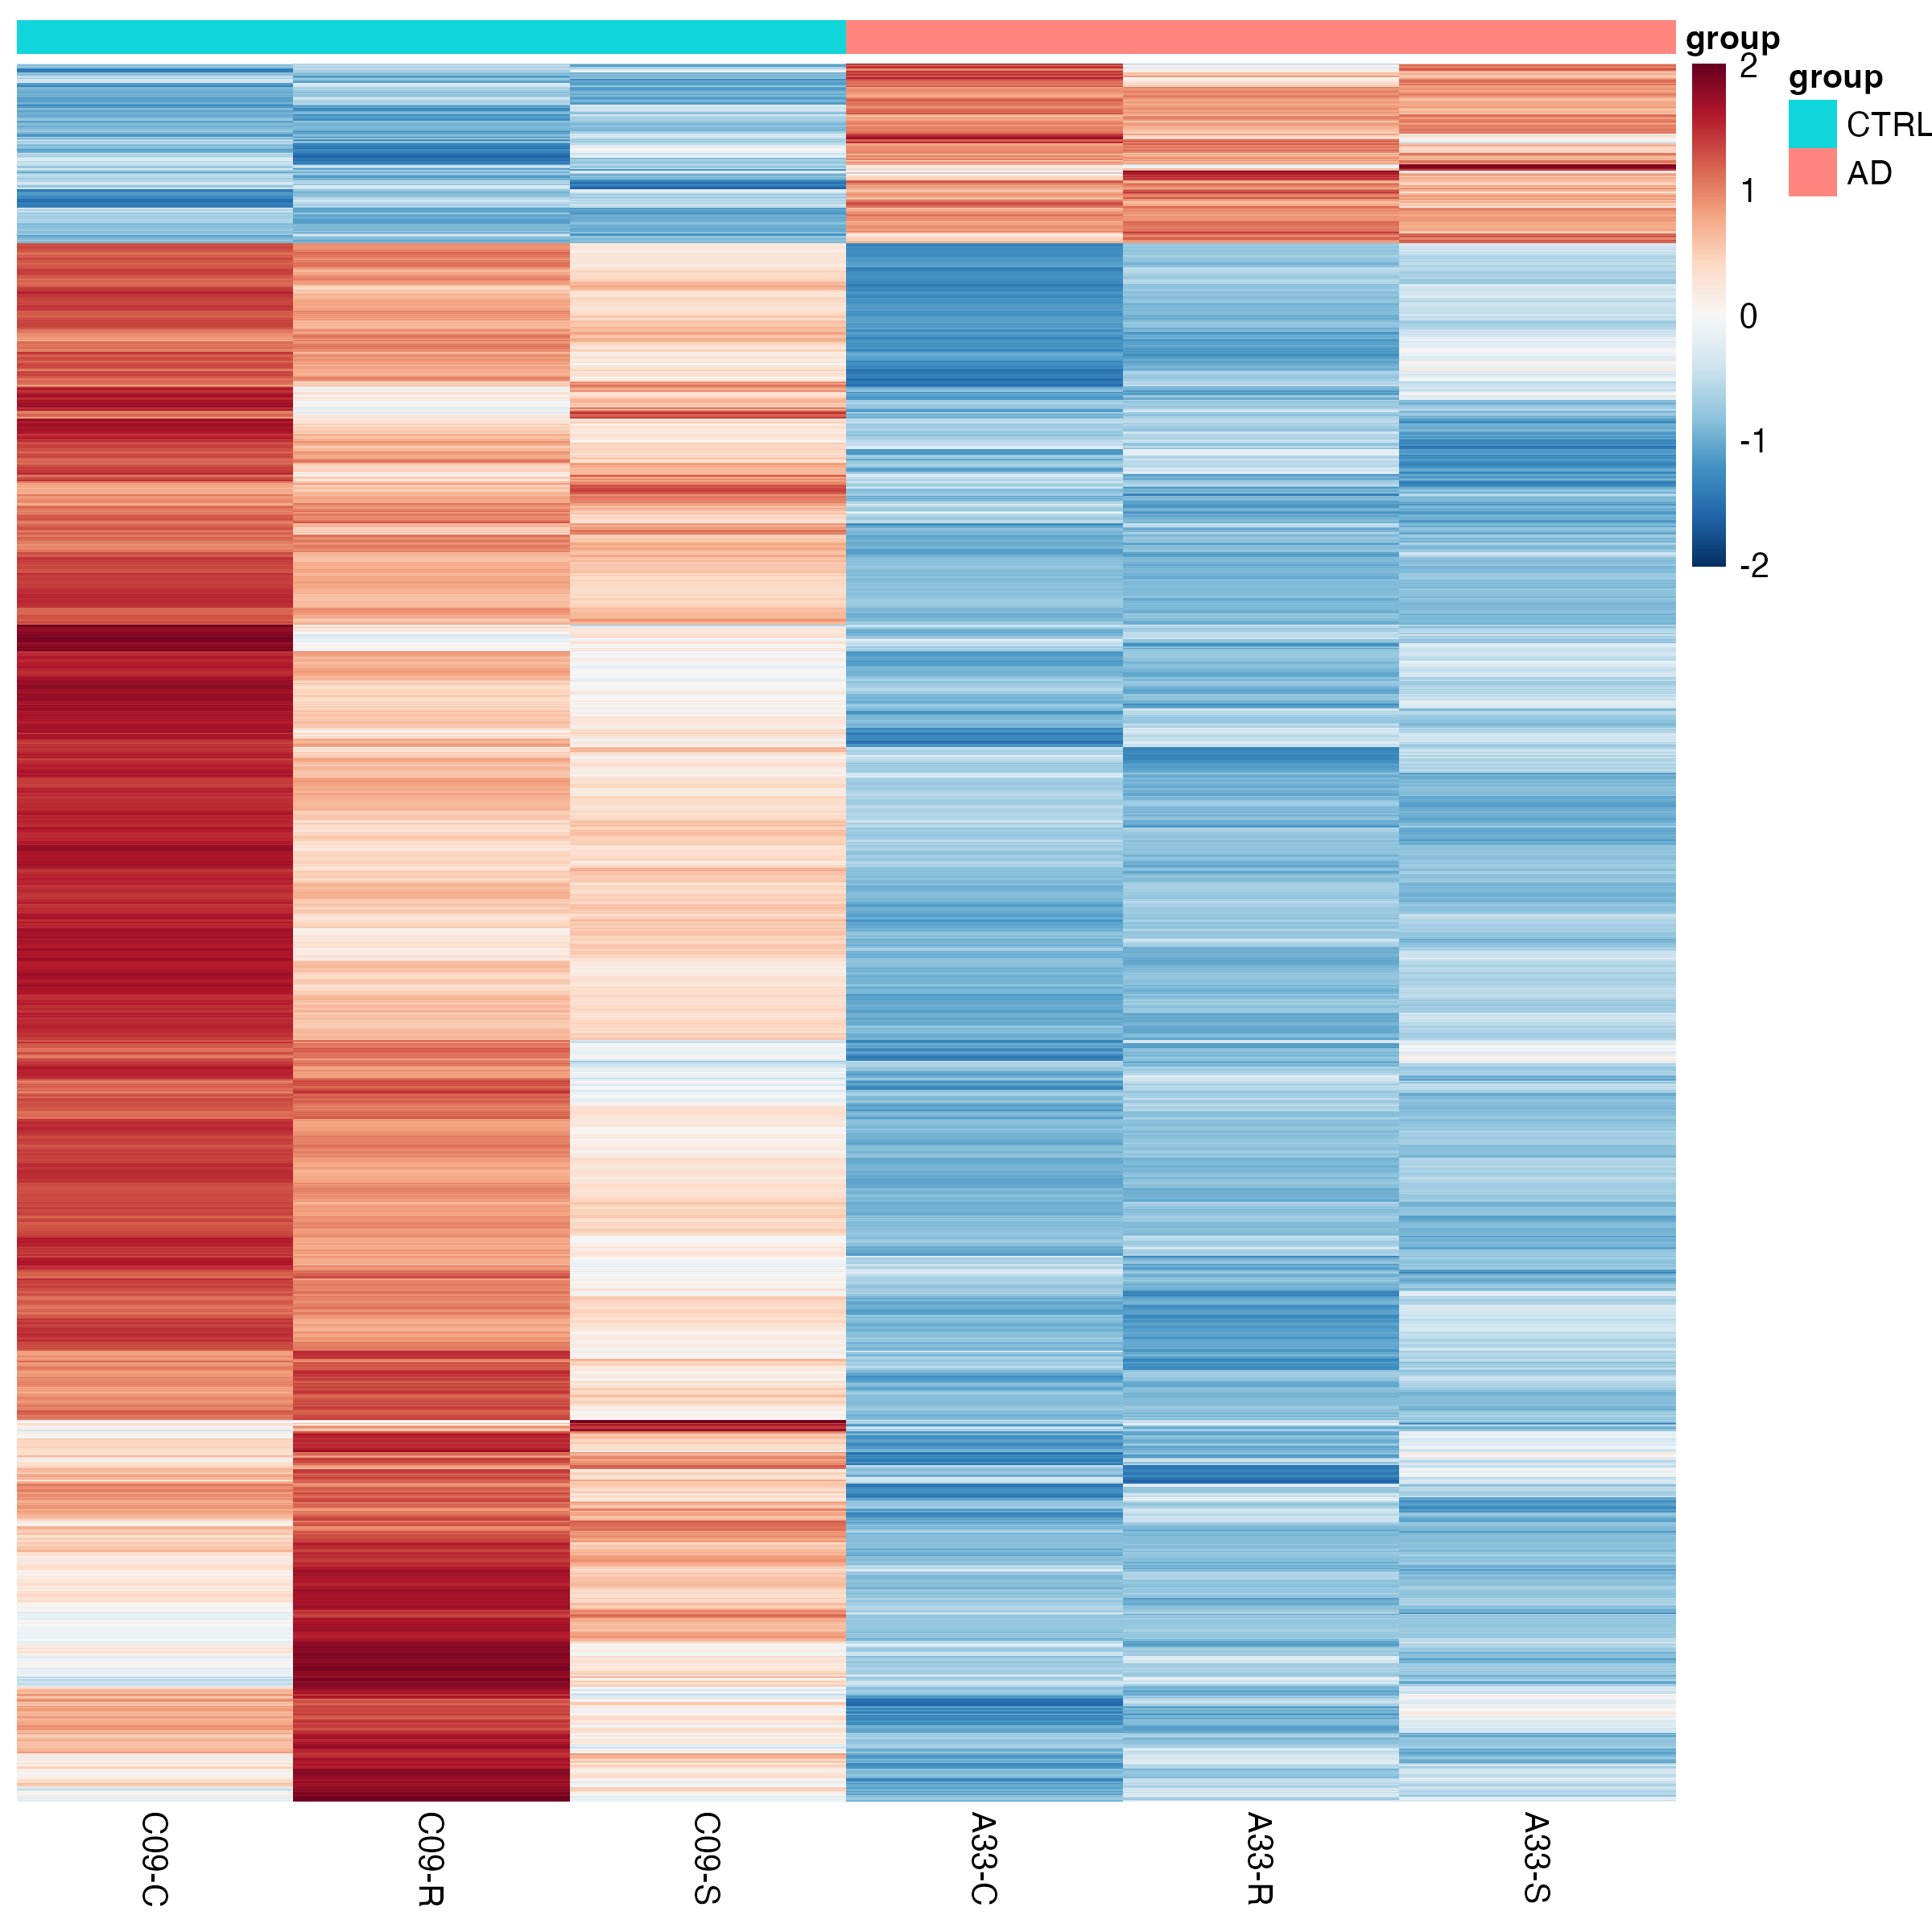 group
2
1
0
-1
-2
group
CTRL
AD
C09-C
C09-R
C09-S
A33-C
A33-R
A33-S